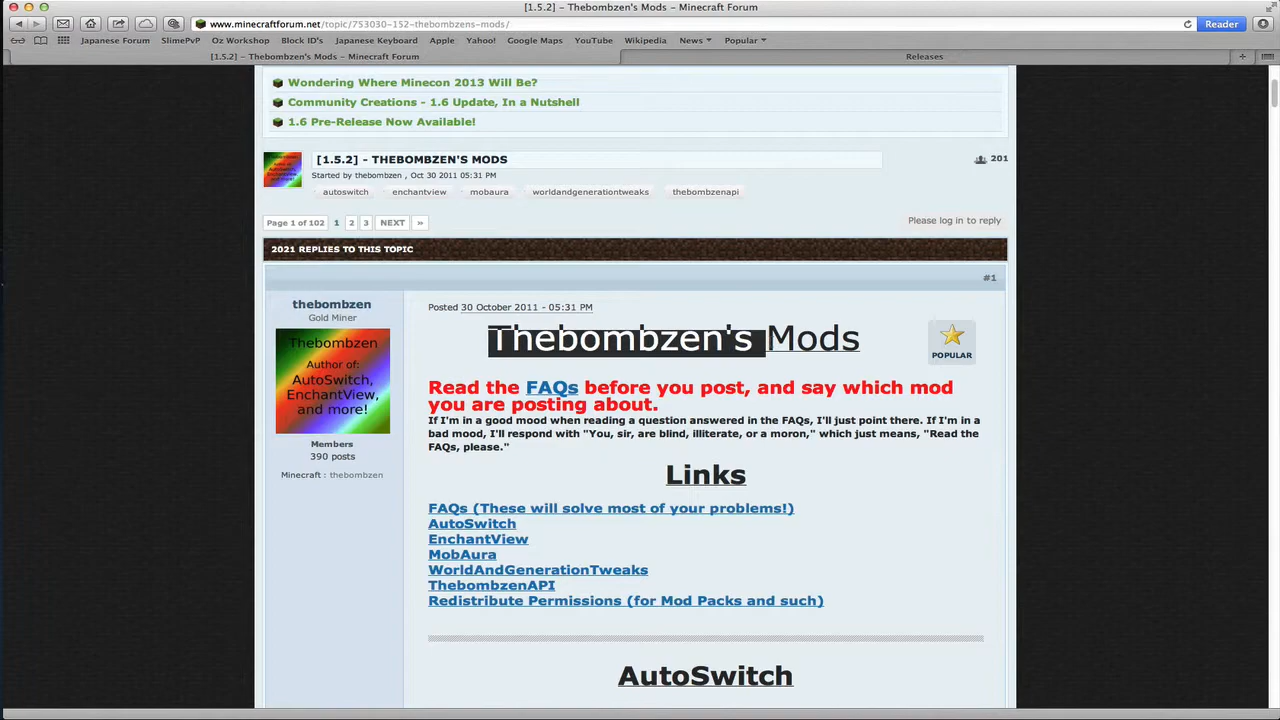 [1.5.2] - Thebombzen's Mods - Minecraft Forum
www.minecraftforum.net/topic/753030-152-thebombzens-mods/
Reader
Japanese Forum SlimePvP Oz Workshop Block ID's Japanese Keyboard Apple Yahoo! Google Maps YouTube Wikipedia News Popular
[1.5.2] - Thebombzen's Mods - Minecraft Forum
Releases
Wondering Where Minecon 2013 Will Be?
Community Creations - 1.6 Update, In a Nutshell
1.6 Pre-Release Now Available!
[1.5.2] - THEBOMBZEN'S MODS
201
Started by thebombzen , Oct 30 2011 05:31 PM
autoswitch enchantview mobaura worldandgenerationtweaks thebombzenapi
Page 1 of 102 1 2 3 NEXT »
Please log in to reply
2021 REPLIES TO THIS TOPIC
#1
thebombzen
Gold Miner
Thebombzen
Author of:
AutoSwitch,
EnchantView,
and more!
Members
390 posts
Minecraft : thebombzen
Posted 30 October 2011 - 05:31 PM
Thebombzen's Mods
POPULAR
Read the FAQs before you post, and say which mod
you are posting about.
If I'm in a good mood when reading a question answered in the FAQs, I'll just point there. If I'm in a
bad mood, I'll respond with "You, sir, are blind, illiterate, or a moron," which just means, "Read the
FAQs, please."
Links
FAQs (These will solve most of your problems!)
AutoSwitch
EnchantView
MobAura
WorldAndGenerationTweaks
ThebombzenAPI
Redistribute Permissions (for Mod Packs and such)
AutoSwitch